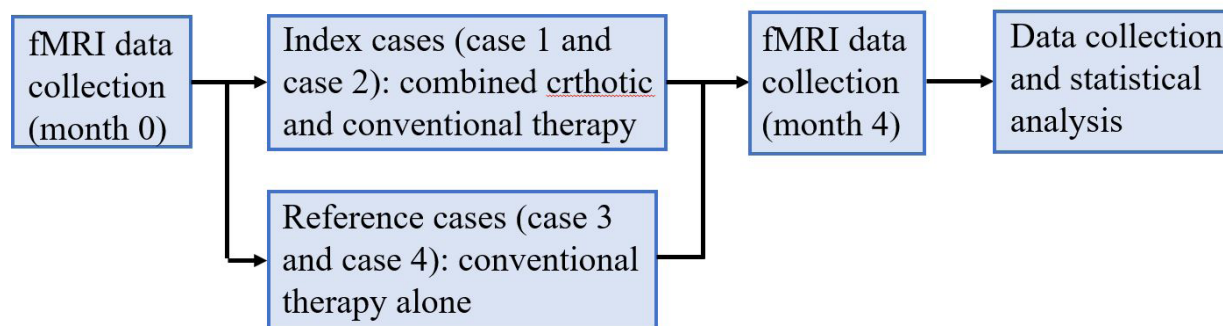 fMRI data
collection
(month 0)
Index cases (case 1 and
case 2): combined crthotic
and conventional therapy
Reference cases (case 3
and case 4): conventional
therapy alone
fMRI data
collection
(month 4)
Data collection
and statistical
analysis